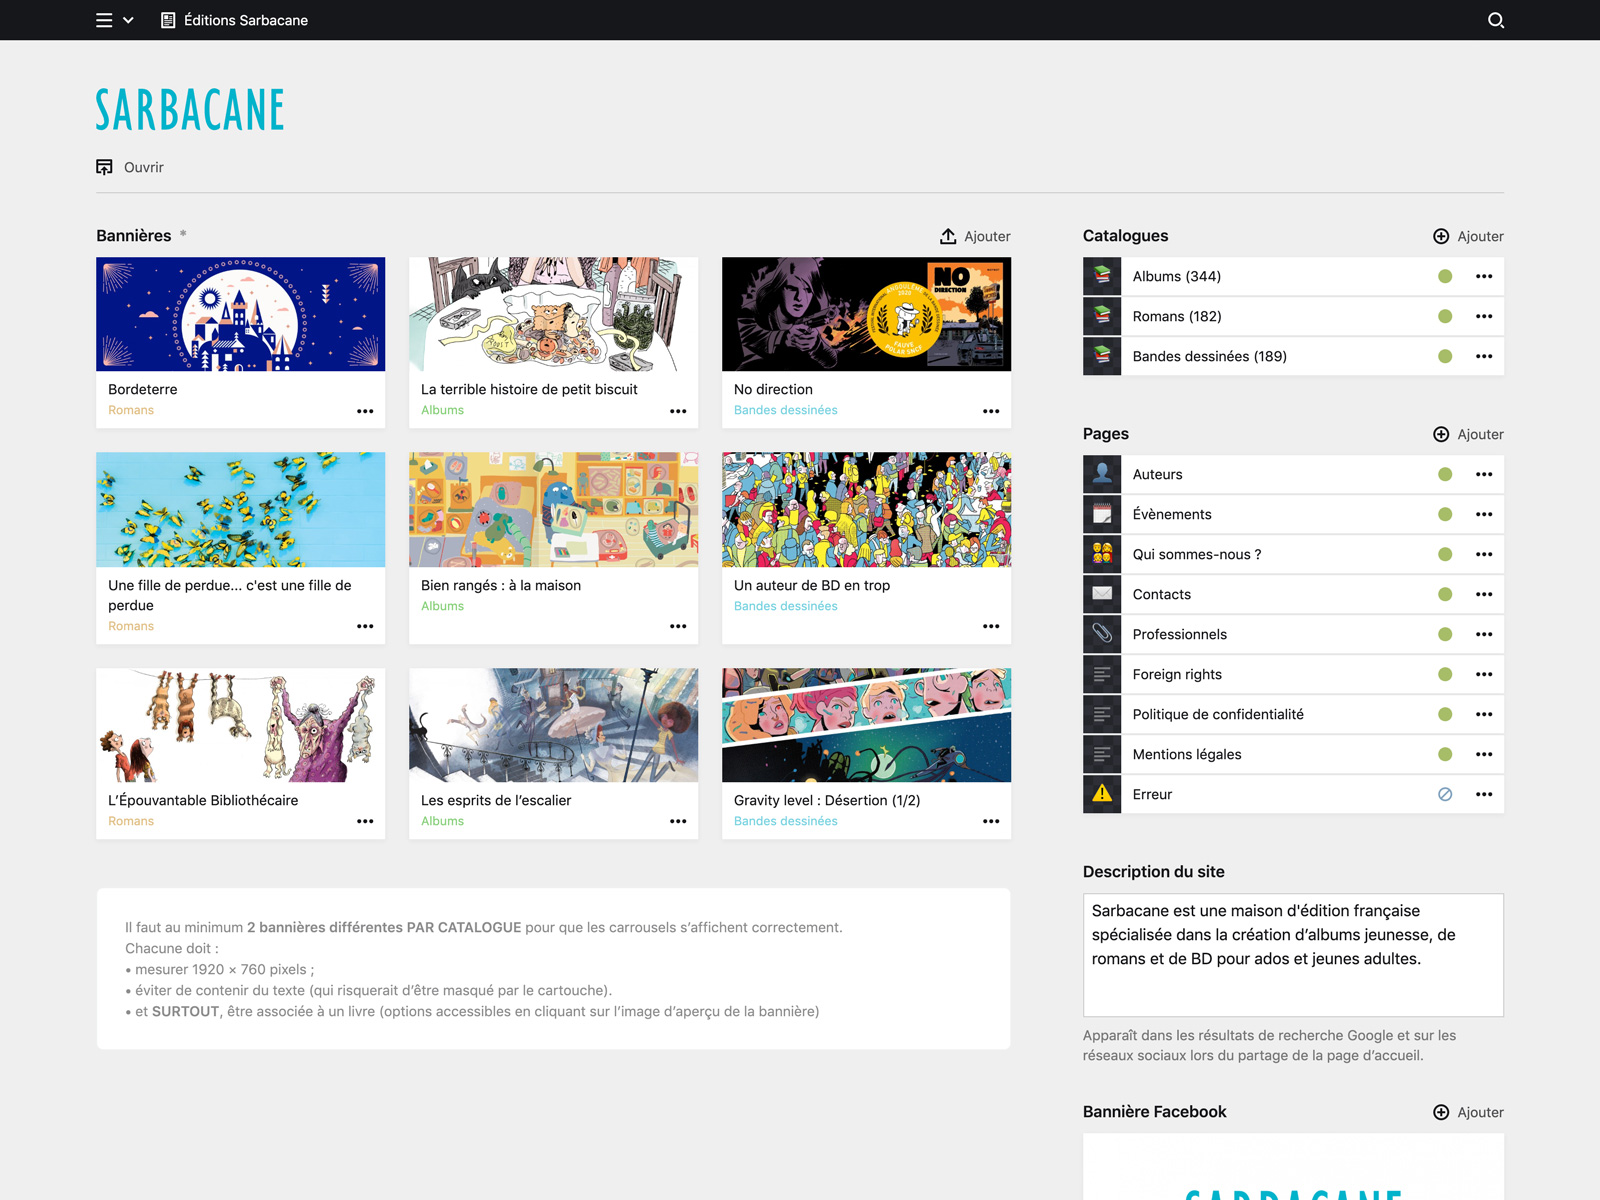 Éditions Sarbacane
SARBACANE
Ouvrir
Bannières *
Ajouter
Bordeterre
Romans
La terrible histoire de petit biscuit
Albums
NO
DIRECTION
ANGOULÊME
2020
FAUVE
POLAR SNCF
No direction
Bandes dessinées
Une fille de perdue... c'est une fille de
perdue
Romans
Bien rangés : à la maison
Albums
Un auteur de BD en trop
Bandes dessinées
L’Épouvantable Bibliothécaire
Romans
Les esprits de l’escalier
Albums
Gravity level : Désertion (1/2)
Bandes dessinées
Il faut au minimum 2 bannières différentes PAR CATALOGUE pour que les carrousels s’affichent correctement.
Chacune doit :
• mesurer 1920 × 760 pixels ;
• éviter de contenir du texte (qui risquerait d’être masqué par le cartouche).
• et SURTOUT, être associée à un livre (options accessibles en cliquant sur l’image d’aperçu de la bannière)
Catalogues
Ajouter
Albums (344)
Romans (182)
Bandes dessinées (189)
Pages
Ajouter
Auteurs
Évènements
Qui sommes-nous ?
Contacts
Professionnels
Foreign rights
Politique de confidentialité
Mentions légales
Erreur
Description du site
Sarbacane est une maison d'édition française
spécialisée dans la création d’albums jeunesse, de
romans et de BD pour ados et jeunes adultes.
Apparaît dans les résultats de recherche Google et sur les
réseaux sociaux lors du partage de la page d’accueil.
Bannière Facebook
Ajouter
SARBACANE